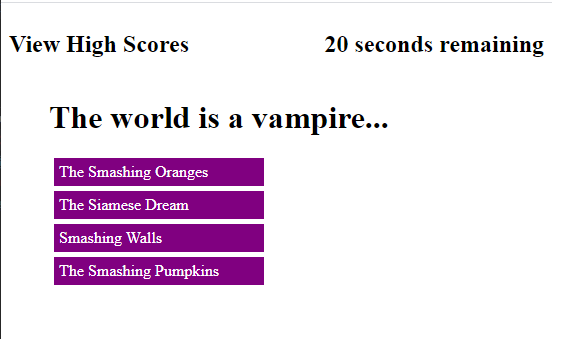 View High Scores
20 seconds remaining
The world is a vampire...
The Smashing Oranges
The Siamese Dream
Smashing Walls
The Smashing Pumpkins